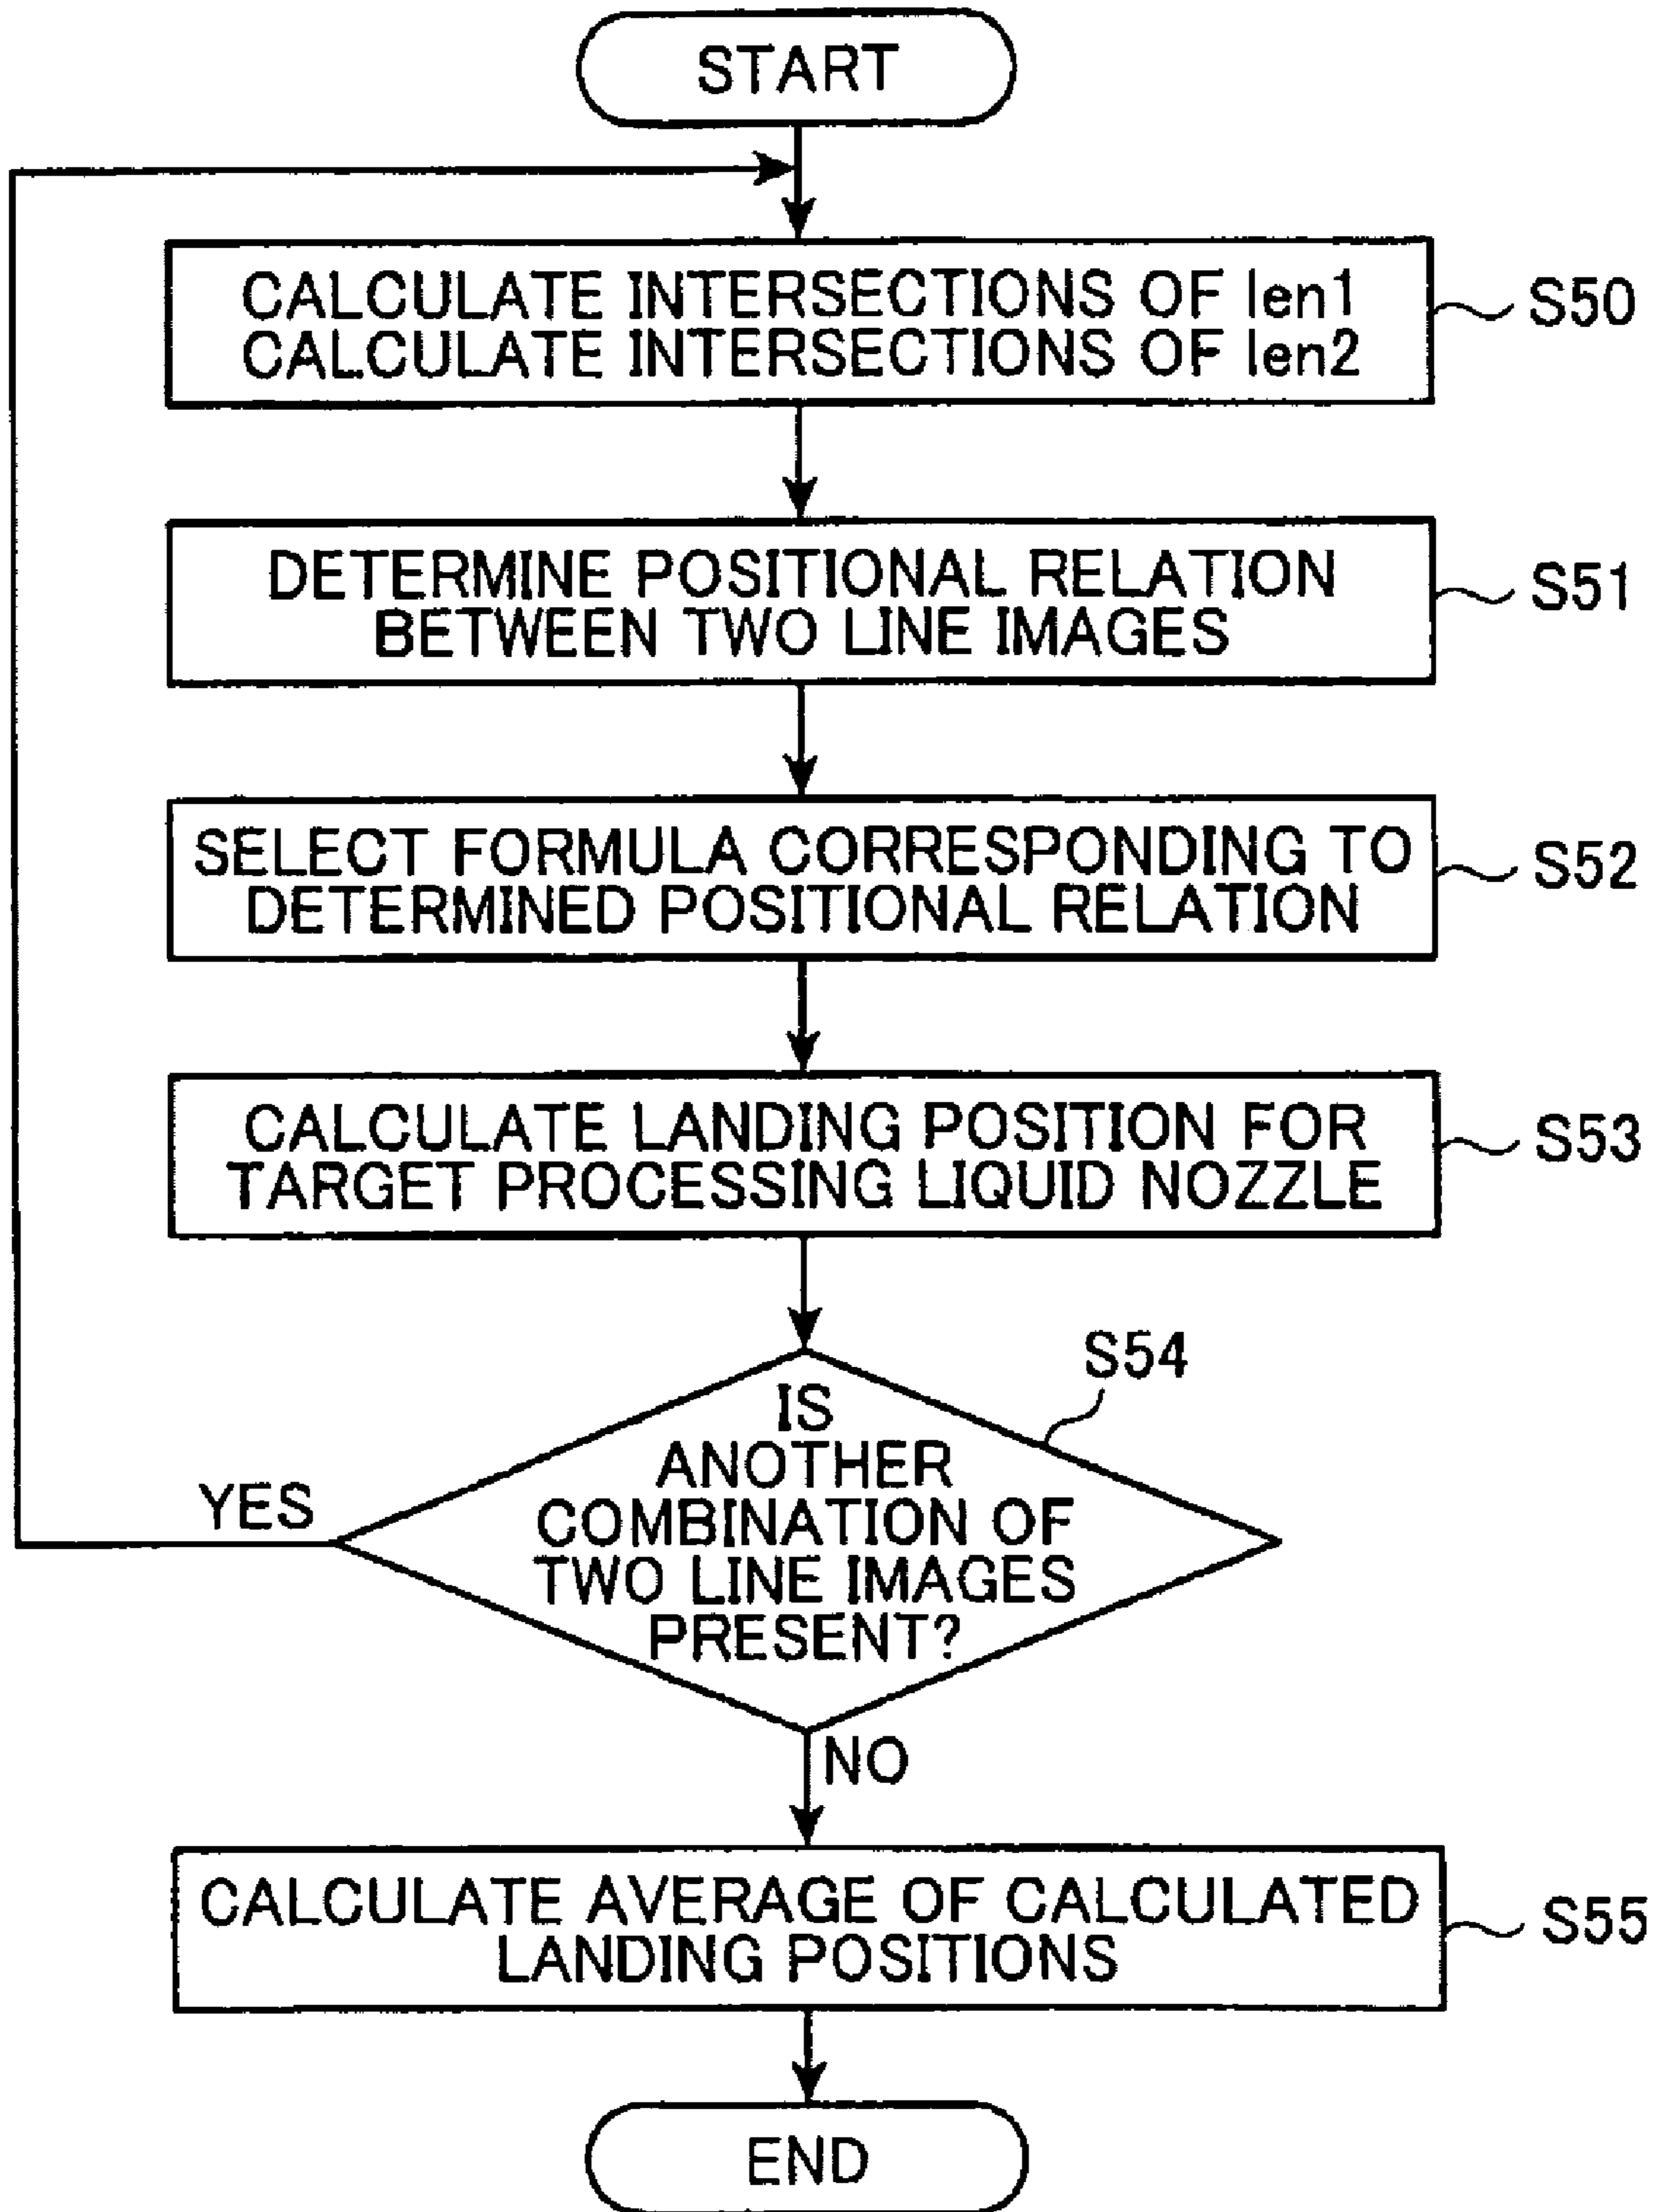 START
CALCULATE INTERSECTIONS OF len1
CALCULATE INTERSECTIONS OF len2
S50
DETERMINE POSITIONAL RELATION
BETWEEN TWO LINE IMAGES
S51
SELECT FORMULA CORRESPONDING TO
DETERMINED POSITIONAL RELATION
S52
CALCULATE LANDING POSITION FOR
TARGET PROCESSING LIQUID NOZZLE
S53
S54
IS
ANOTHER
COMBINATION OF
TWO LINE IMAGES
PRESENT?
YES
NO
CALCULATE AVERAGE OF CALCULATED
LANDING POSITIONS
S55
END